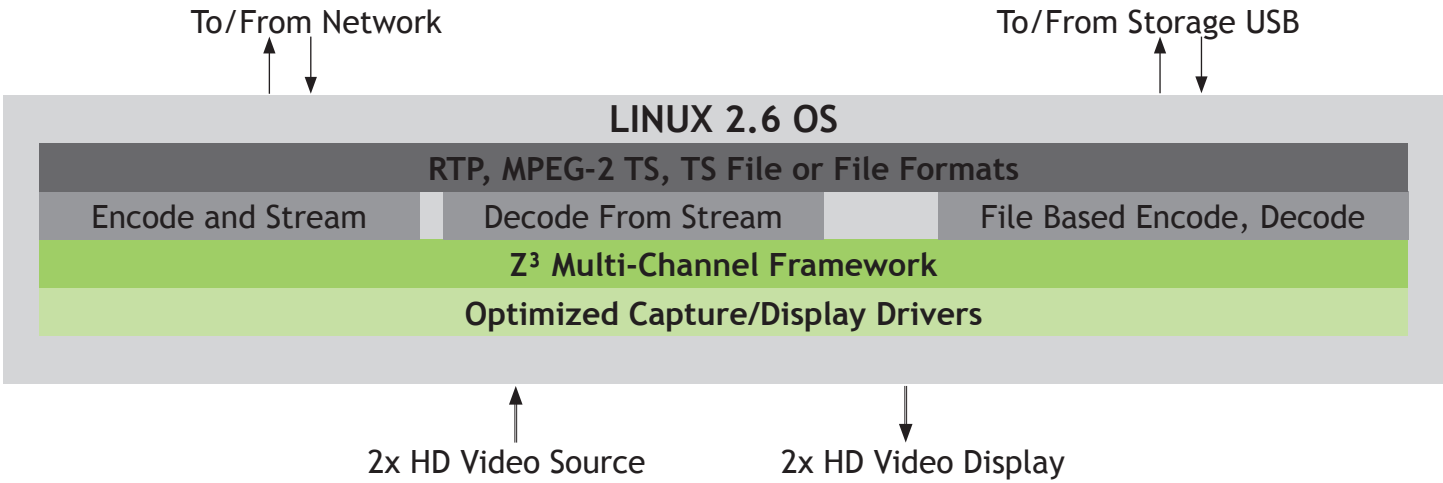 To/From Network
To/From Storage USB
LINUX 2.6 OS
RTP, MPEG-2 TS, TS File or File Formats
Encode and Stream
Decode From Stream
File Based Encode, Decode
Z³ Multi-Channel Framework
Optimized Capture/Display Drivers
2x HD Video Source
2x HD Video Display